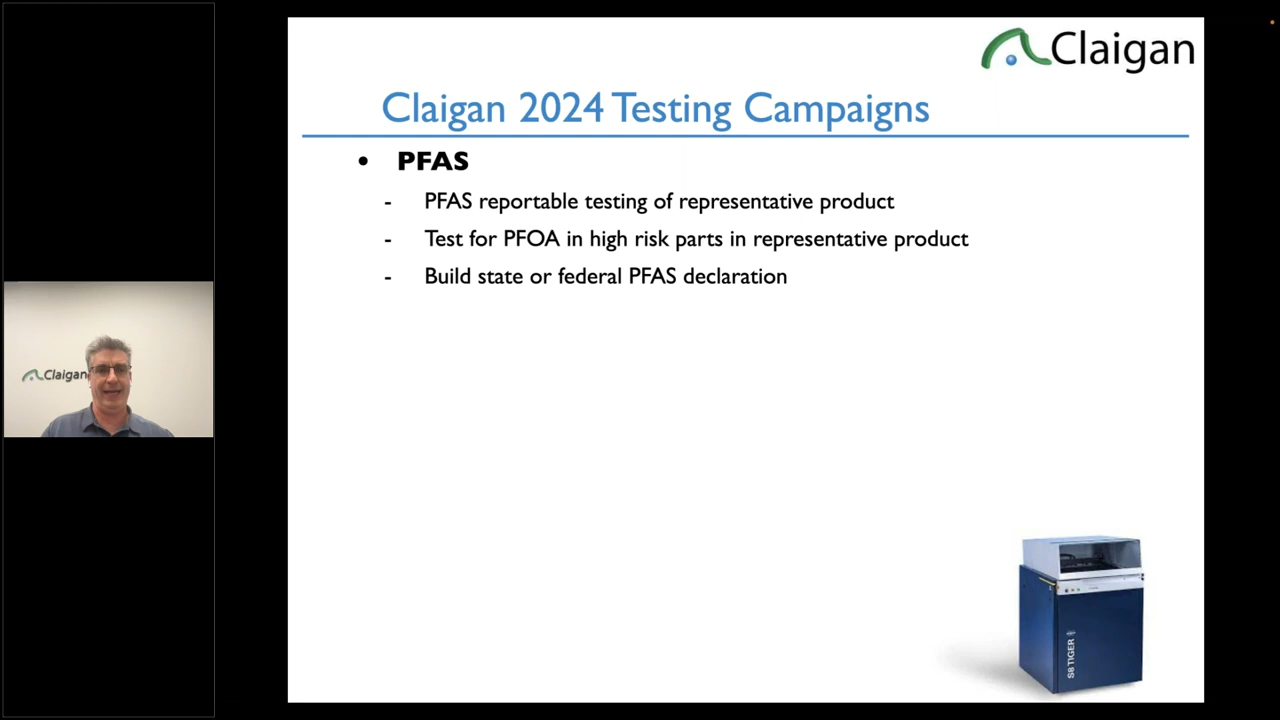 Claigan
Claigan 2024 Testing Campaigns
• PFAS
- PFAS reportable testing of representative product
- Test for PFOA in high risk parts in representative product
- Build state or federal PFAS declaration
Claigan
S8 TIGER